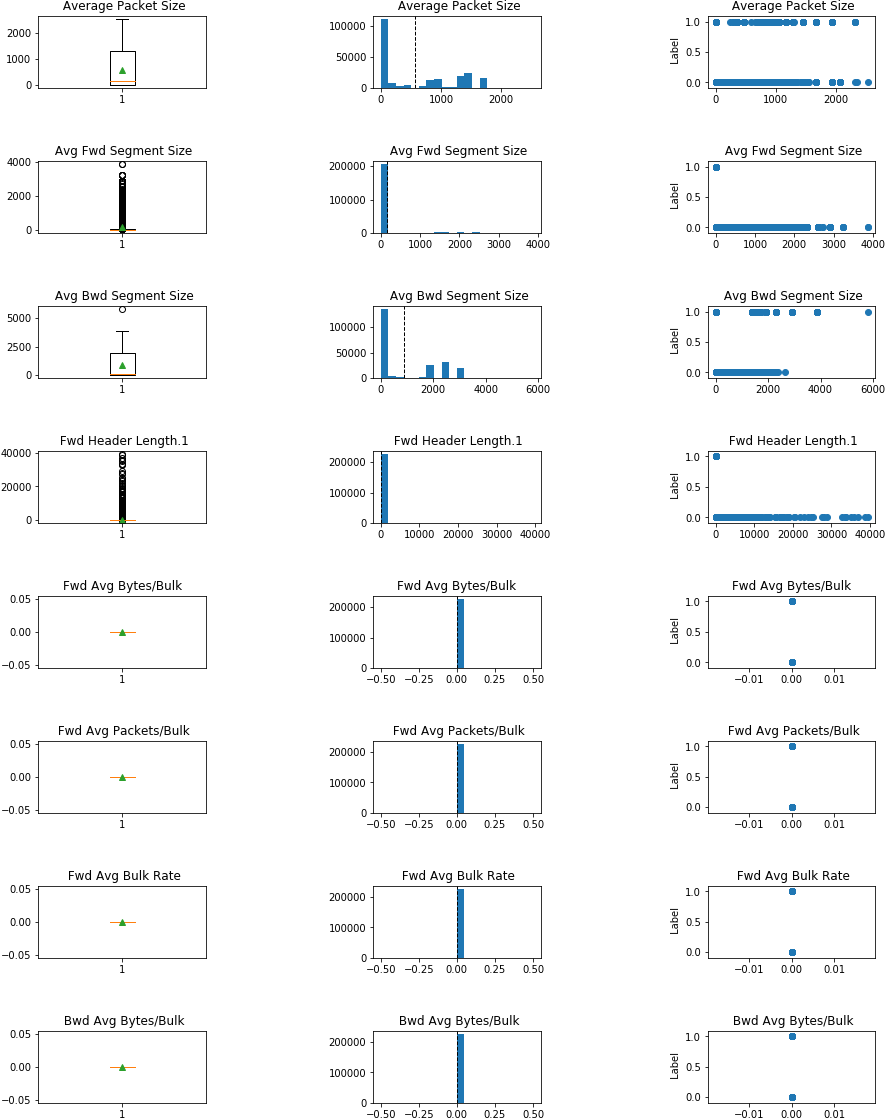 Average Packet Size Average Packet Size Average Packet Size
2000 1000 0 1
100000 50000 0 0 1000 2000
Label 1.0 0.5 0.0 0 1000 2000
Avg Fwd Segment Size Avg Fwd Segment Size Avg Fwd Segment Size
4000 2000 0 1
200000 100000 0 0 1000 2000 3000 4000
Label 1.0 0.5 0.0 0 1000 2000 3000 4000
Avg Bwd Segment Size Avg Bwd Segment Size Avg Bwd Segment Size
5000 2500 0 1
100000 50000 0 0 2000 4000 6000
Label 1.0 0.5 0.0 0 2000 4000 6000
Fwd Header Length.1 Fwd Header Length.1 Fwd Header Length.1
40000 20000 0 1
200000 100000 0 0 10000 20000 30000 40000
Label 1.0 0.5 0.0 0 10000 20000 30000 40000
Fwd Avg Bytes/Bulk Fwd Avg Bytes/Bulk Fwd Avg Bytes/Bulk
0.05 0.00 −0.05 1
200000 100000 0 −0.50 −0.25 0.00 0.25 0.50
Label 1.0 0.5 0.0 −0.01 0.00 0.01
Fwd Avg Packets/Bulk Fwd Avg Packets/Bulk Fwd Avg Packets/Bulk
0.05 0.00 −0.05 1
200000 100000 0 −0.50 −0.25 0.00 0.25 0.50
Label 1.0 0.5 0.0 −0.01 0.00 0.01
Fwd Avg Bulk Rate Fwd Avg Bulk Rate Fwd Avg Bulk Rate
0.05 0.00 −0.05 1
200000 100000 0 −0.50 −0.25 0.00 0.25 0.50
Label 1.0 0.5 0.0 −0.01 0.00 0.01
Bwd Avg Bytes/Bulk Bwd Avg Bytes/Bulk Bwd Avg Bytes/Bulk
0.05 0.00 −0.05 1
200000 100000 0 −0.50 −0.25 0.00 0.25 0.50
Label 1.0 0.5 0.0 −0.01 0.00 0.01